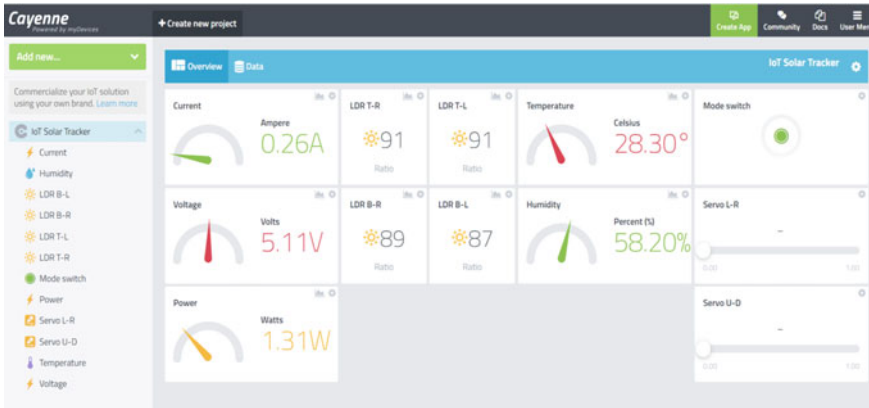 Cayenne
Powered by myDevices
+ Create new project
Create App
Community
Docs
User Men
Add new...
Commercialize your IoT solution
using your own brand. Learn more
IoT Solar Tracker
Current
Humidity
LDR B-L
LDR B-R
LDR T-L
LDR T-R
Mode switch
Power
Servo L-R
Servo U-D
Temperature
Voltage
Overview
Data
IoT Solar Tracker
Current
Ampere
0.26A
LDR T-R
91
Ratio
LDR T-L
91
Ratio
Temperature
Celsius
28.30°
Mode switch
Voltage
Volts
5.11V
LDR B-R
89
Ratio
LDR B-L
87
Ratio
Humidity
Percent (%)
58.20%
Servo L-R
-
0.00
1.00
Power
Watts
1.31W
Servo U-D
-
0.00
1.00